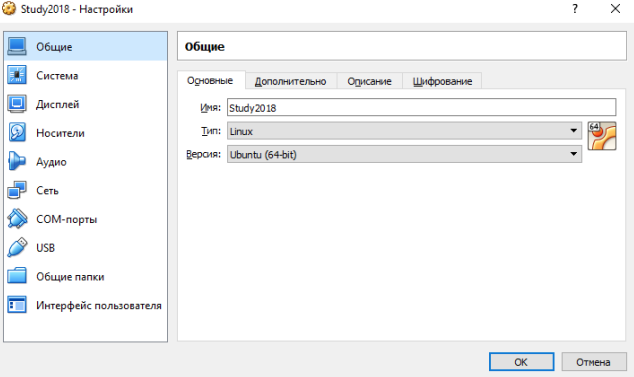 Study2018 - Настройки
?
Общие
Система
Дисплей
Носители
Аудио
Сеть
COM-порты
USB
Общие папки
Интерфейс пользователя
Общие
Основные Дополнительно Описание Шифрование
Имя: Study2018
Тип: Linux
64
Версия: Ubuntu (64-bit)
OK Отмена